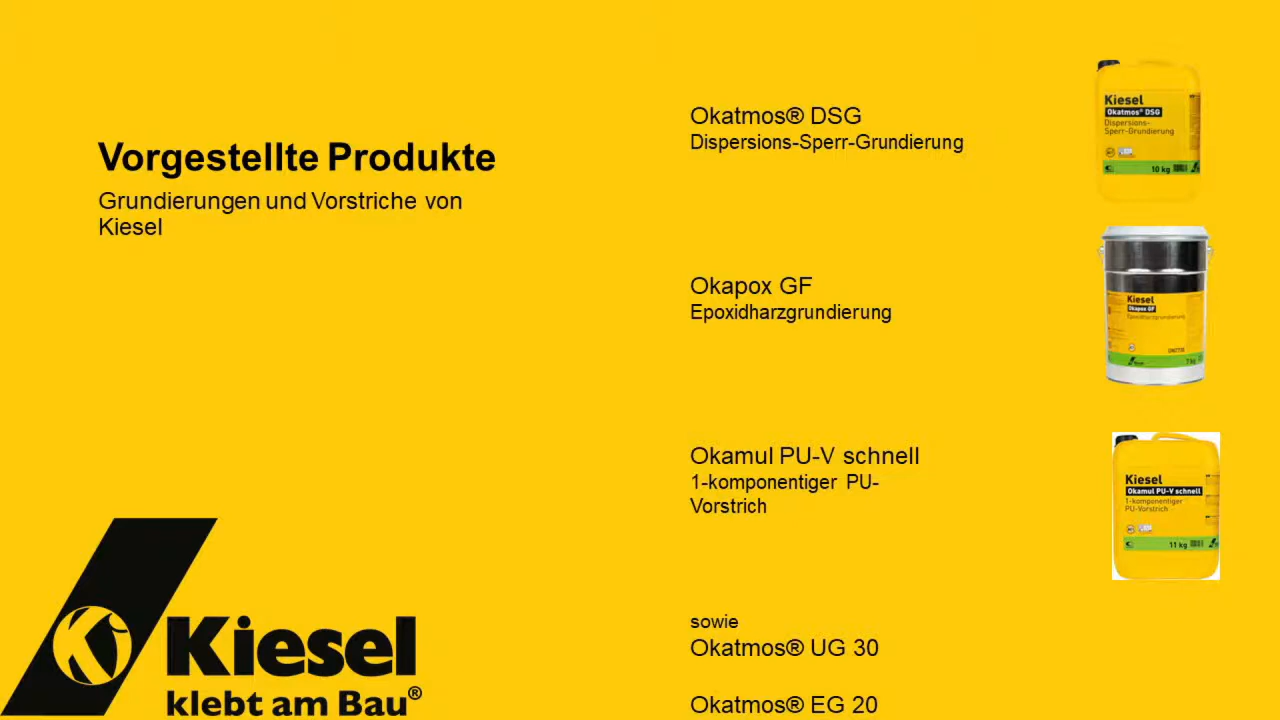 Vorgestellte Produkte
Grundierungen und Vorstriche von
Kiesel
Okatmos® DSG
Dispersions-Sperr-Grundierung
Kiesel
Okatmos® DSG
Dispersions-
Sperr-Grundierung
10 kg
Okapox GF
Epoxidharzgrundierung
Kiesel
Okapox GF
Epoxidharzgrundierung
Okamul PU-V schnell
1-komponentiger PU-
Vorstrich
Kiesel
Okamul PU-V schnell
1-komponentiger
PU-Vorstrich
11 kg
sowie
Okatmos® UG 30
Okatmos® EG 20
Kiesel
klebt am Bau®